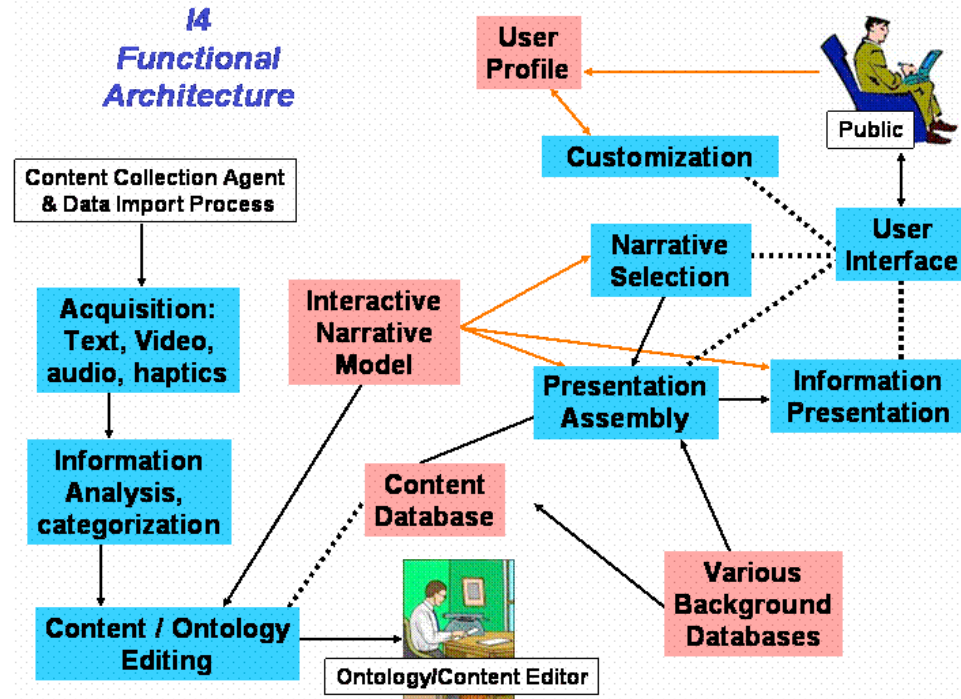 I4
Functional
Architecture
User
Profile
Public
Customization
Content Collection Agent
& Data Import Process
Narrative
Selection
User
Interface
Acquisition:
Text, Video,
audio, haptics
Interactive
Narrative
Model
Presentation
Assembly
Information
Presentation
Information
Analysis,
categorization
Content
Database
Various
Background
Databases
Content / Ontology
Editing
Ontology/Content Editor